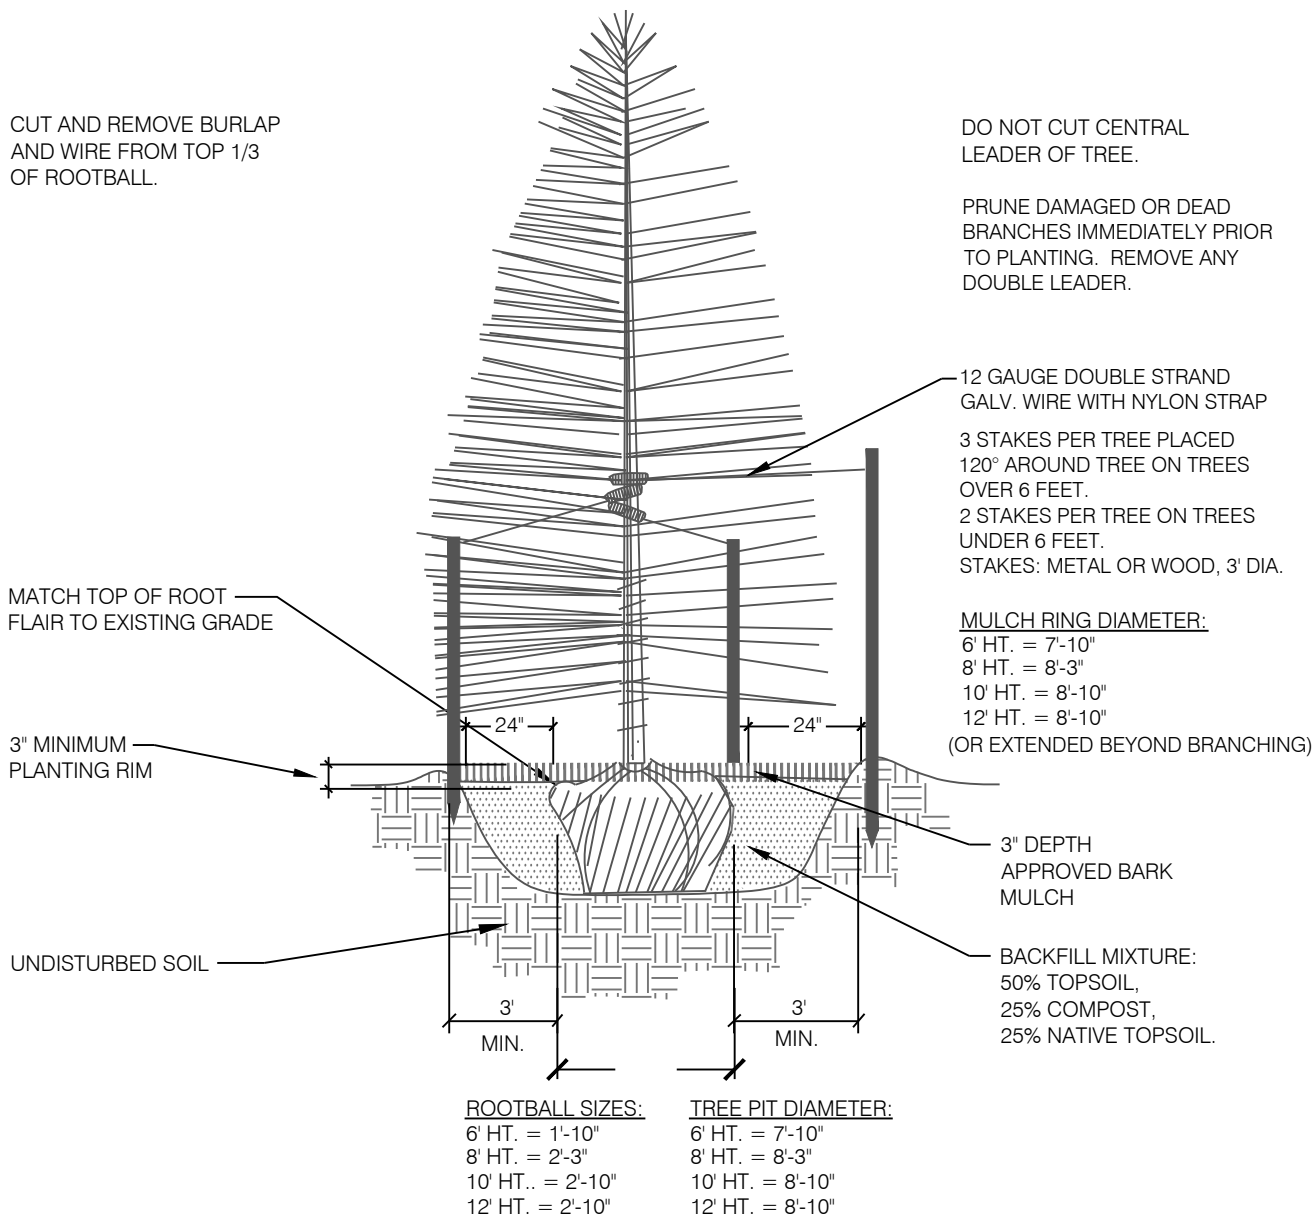 CUT AND REMOVE BURLAP
AND WIRE FROM TOP 1/3
OF ROOTBALL.
DO NOT CUT CENTRAL
LEADER OF TREE.
PRUNE DAMAGED OR DEAD
BRANCHES IMMEDIATELY PRIOR
TO PLANTING.  REMOVE ANY
DOUBLE LEADER.
12 GAUGE DOUBLE STRAND
GALV. WIRE WITH NYLON STRAP
3 STAKES PER TREE PLACED
120° AROUND TREE ON TREES
OVER 6 FEET.
2 STAKES PER TREE ON TREES
UNDER 6 FEET.
STAKES: METAL OR WOOD, 3' DIA.
MATCH TOP OF ROOT
FLAIR TO EXISTING GRADE
MULCH RING DIAMETER:
6' HT. = 7'-10"
8' HT. = 8'-3"
10' HT. = 8'-10"
12' HT. = 8'-10"
(OR EXTENDED BEYOND BRANCHING)
24"
24"
3" MINIMUM
PLANTING RIM
3" DEPTH
APPROVED BARK
MULCH
UNDISTURBED SOIL
BACKFILL MIXTURE:
50% TOPSOIL,
25% COMPOST,
25% NATIVE TOPSOIL.
3'
MIN.
3'
MIN.
ROOTBALL SIZES:
6' HT. = 1'-10"
8' HT. = 2'-3"
10' HT.. = 2'-10"
12' HT. = 2'-10"
TREE PIT DIAMETER:
6' HT. = 7'-10"
8' HT. = 8'-3"
10' HT. = 8'-10"
12' HT. = 8'-10"